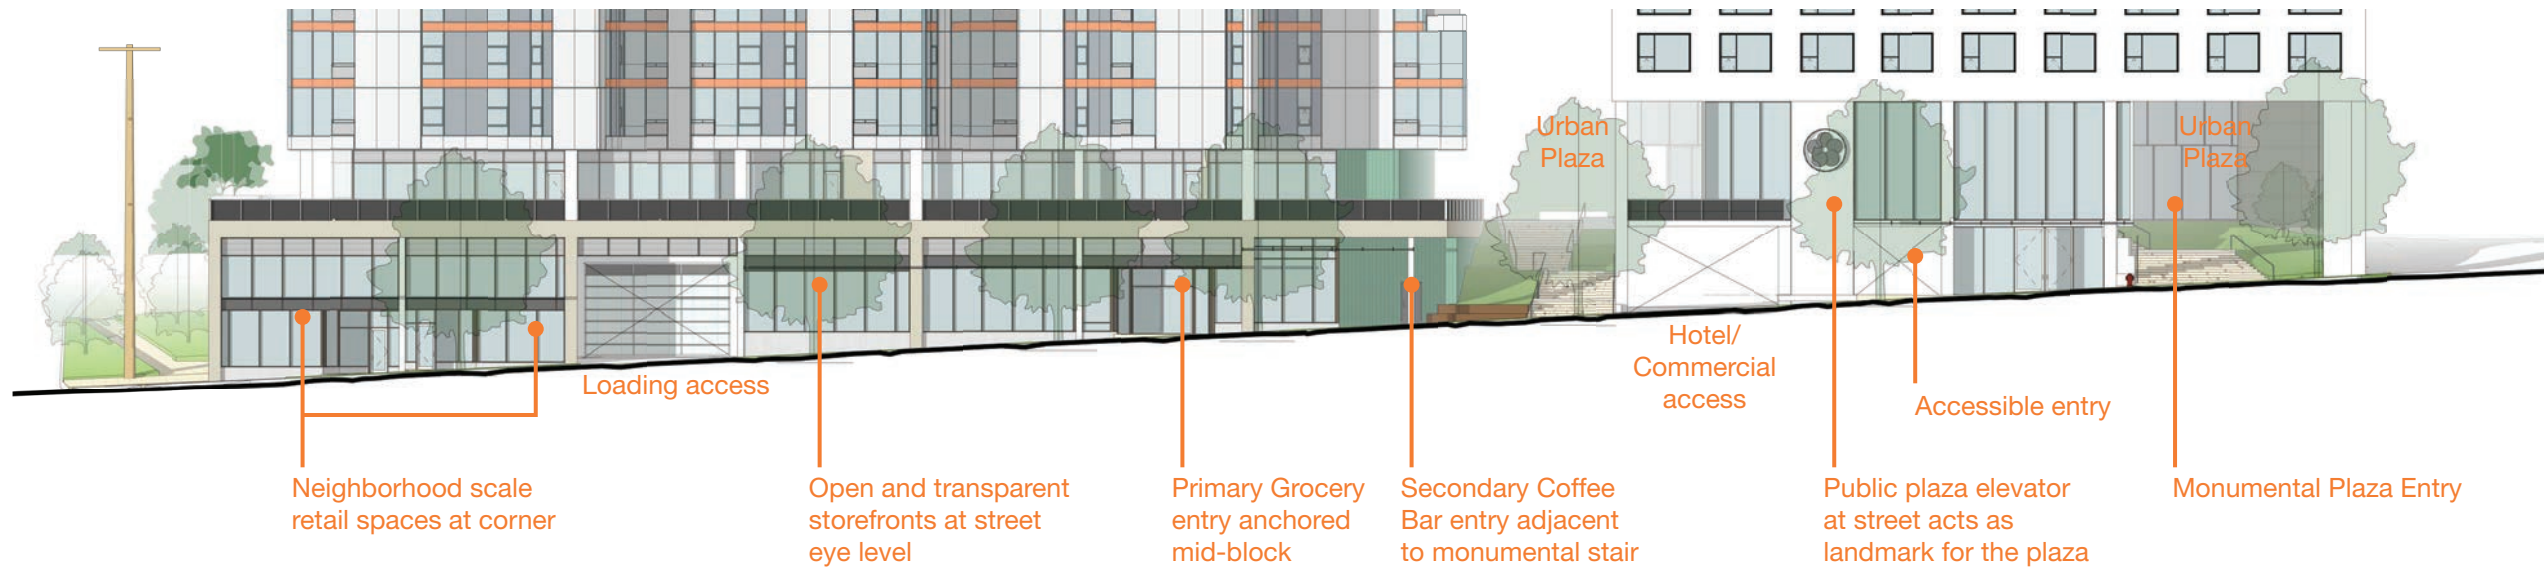 Urban
Plaza
Urban
Plaza
Hotel/
Commercial
access
Loading access
Accessible entry
Neighborhood scale
retail spaces at corner
Open and transparent
storefronts at street
eye level
Primary Grocery
entry anchored
mid-block
Secondary Coffee
Bar entry adjacent
to monumental stair
Public plaza elevator
at street acts as
landmark for the plaza
Monumental Plaza Entry